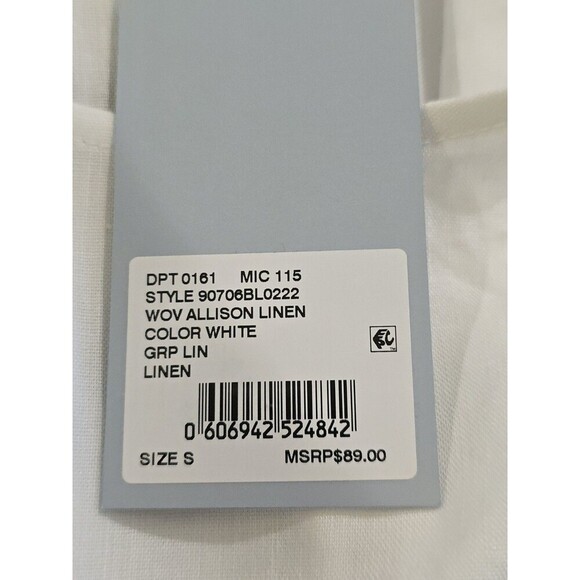 DPT 0161 MIC 115
STYLE 90706BL0222
WOV ALLISON LINEN
COLOR WHITE
GRP LIN
LINEN
0 606942 524842
SIZE S MSRP$89.00